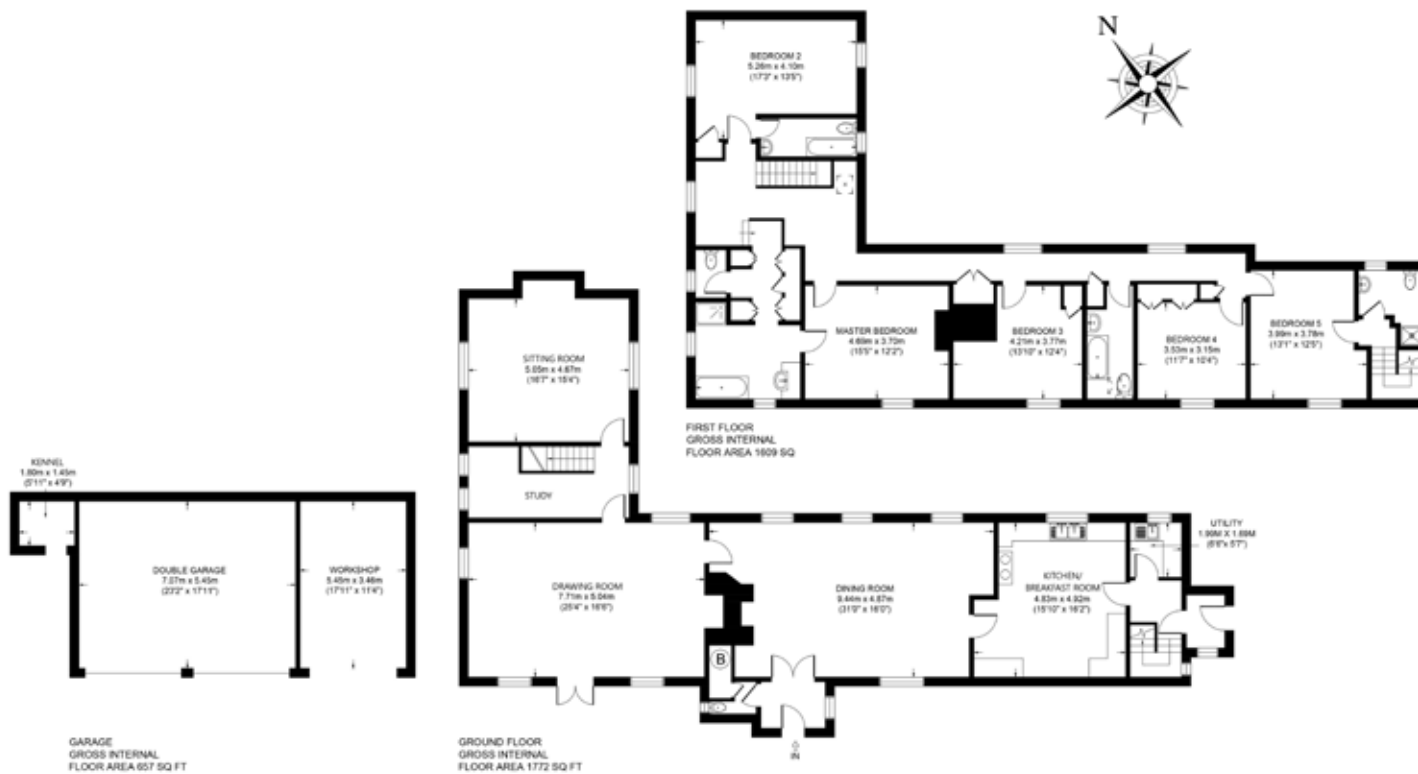 N
BEDROOM 2
5.26m x 4.10m
(17'3" x 13'5")
MASTER BEDROOM
4.69m x 3.70m
(15'5" x 12'2")
BEDROOM 3
4.21m x 3.77m
(13'10" x 12'4")
BEDROOM 4
3.53m x 3.15m
(11'7" x 10'4")
BEDROOM 5
3.99m x 3.78m
(13'1" x 12'5")
FIRST FLOOR
GROSS INTERNAL
FLOOR AREA 1609 SQ
SITTING ROOM
5.05m x 4.67m
(16'7" x 15'4")
STUDY
KENNEL
1.80m x 1.45m
(5'11" x 4'9")
DOUBLE GARAGE
7.07m x 5.45m
(23'2" x 17'11")
WORKSHOP
5.45m x 3.46m
(17'11" x 11'4")
DRAWING ROOM
7.71m x 5.04m
(25'4" x 16'6")
DINING ROOM
9.44m x 4.87m
(31'0" x 16'0")
KITCHEN/
BREAKFAST ROOM
4.83m x 4.92m
(15'10" x 16'2")
UTILITY
1.99M X 1.69M
(6'6"x 5'7")
B
IN
GARAGE
GROSS INTERNAL
FLOOR AREA 657 SQ FT
GROUND FLOOR
GROSS INTERNAL
FLOOR AREA 1772 SQ FT